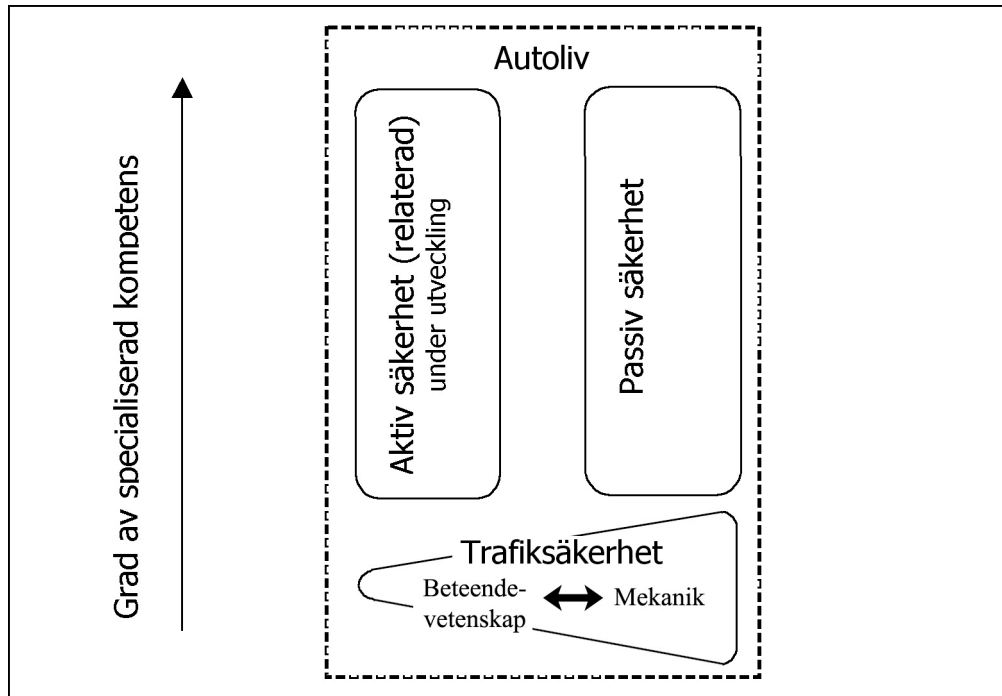 Autoliv
Grad av specialiserad kompetens
Aktiv säkerhet (relaterad)
under utveckling
Passiv säkerhet
Trafiksäkerhet
Beteende-
vetenskap
Mekanik